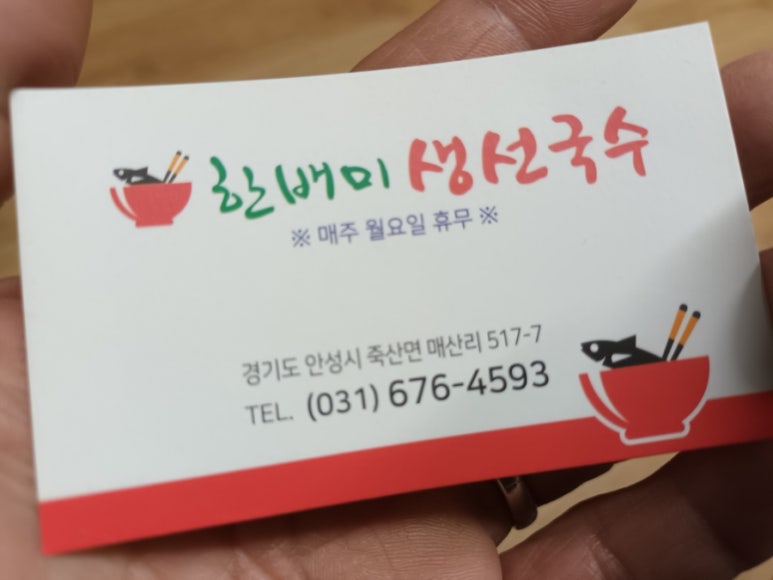 한배미 생선국수
※ 매주 월요일 휴무 ※
경기도 안성시 죽산면 매산리 517-7
TEL. (031) 676-4593